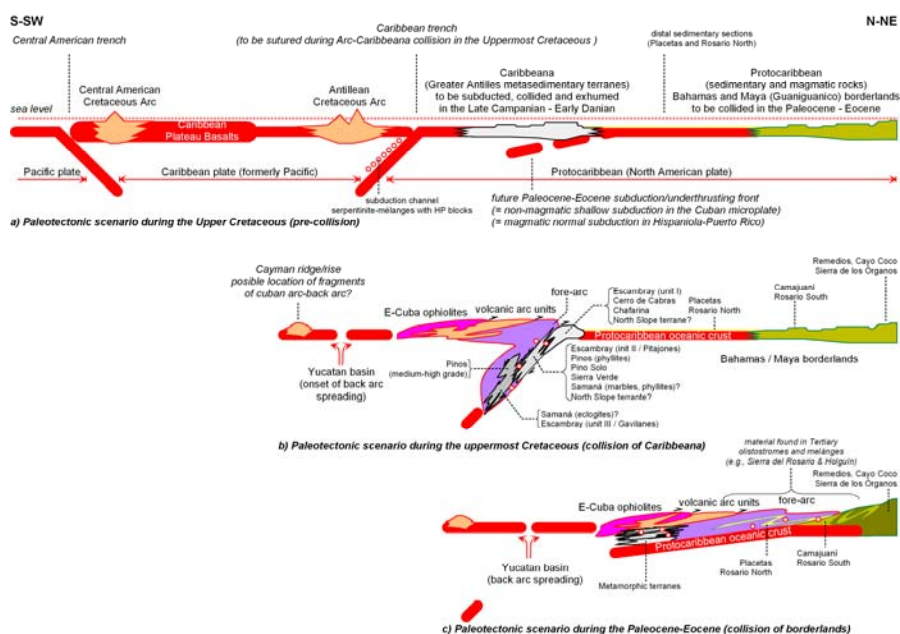 S-SW
N-NE
Central American trench
Caribbean trench
(to be sutured during Arc-Caribbeana collision in the Uppermost Cretaceous )
distal sedimentary sections
(Placetas and Rosario North)
Central American
Cretaceous Arc
Antillean
Cretaceous Arc
Caribbeana
(Greater Antilles metasedimentary terranes)
to be subducted, collided and exhumed
in the Late Campanian - Early Danian
Protocaribbean
(sedimentary and magmatic rocks)
Bahamas and Maya (Guaniguanico) borderlands
to be collided in the Paleocene - Eocene
sea level
Caribbean
Plateau Basalts
Pacific plate
Caribbean plate (formerly Pacific)
Protocaribbean (North American plate)
subduction channel
serpentinite-mélanges with HP blocks
future Paleocene-Eocene subduction/underthrusting front
(= non-magmatic shallow subduction in the Cuban microplate)
(= magmatic normal subduction in Hispaniola-Puerto Rico)
a) Paleotectonic scenario during the Upper Cretaceous (pre-collision)
Cayman ridge/rise
posible location of fragments
of cuban arc-back arc?
E-Cuba ophiolites
volcanic arc units
fore-arc
Escambray (unit I)
Cerro de Cabras
Chafarina
North Slope terrane?
Placetas
Rosario North
Camajuaní
Rosario South
Remedios, Cayo Coco
Sierra de los Órganos
Protocaribbean oceanic crust
Bahamas / Maya borderlands
Yucatan basin
(onset of back arc
spreading)
Pinos
(medium-high grade)
Escambray (init II / Pitajones)
Pinos (phyllites)
Pino Solo
Sierra Verde
Samaná (marbles, phyllites)?
North Slope terrante?
Samaná (eclogites)?
Escambray (unit III / Gavilanes)
b) Paleotectonic scenario during the uppermost Cretaceous (collision of Caribbeana)
material found in Tertiary
olistostromes and melánges
(e.g., Sierra del Rosario & Holguín)
Remedios, Cayo Coco
Sierra de los Órganos
E-Cuba ophiolites
volcanic arc units
fore-arc
Protocaribbean oceanic crust
Yucatan basin
(back arc spreading)
Metamorphic terranes
Placetas
Rosario North
Camajuaní
Rosario South
c) Paleotectonic scenario during the Paleocene-Eocene (collision of borderlands)